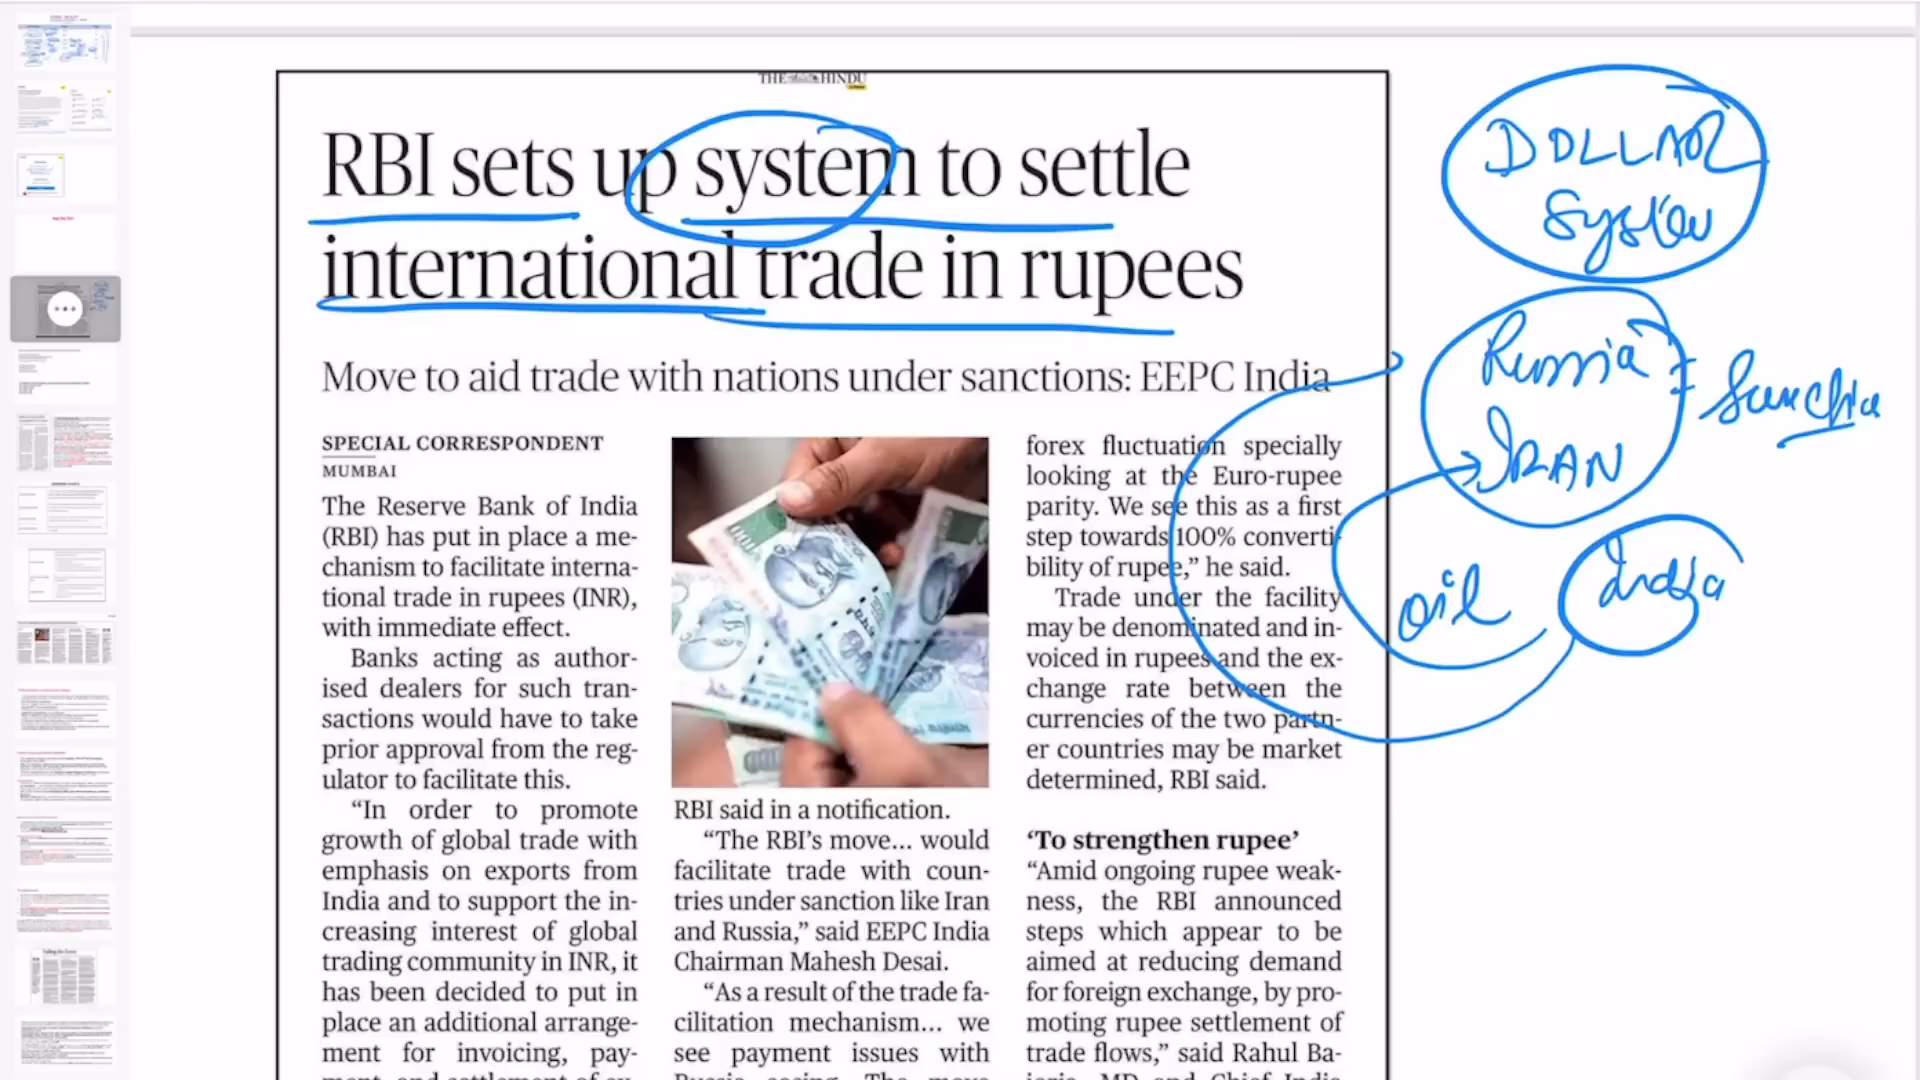 THE HINDU
RBI sets up system to settle
international trade in rupees
Move to aid trade with nations under sanctions: EEPC India
SPECIAL CORRESPONDENT
MUMBAI
The Reserve Bank of India
(RBI) has put in place a me-
chanism to facilitate interna-
tional trade in rupees (INR),
with immediate effect.
Banks acting as author-
ised dealers for such tran-
sactions would have to take
prior approval from the reg-
ulator to facilitate this.
“In order to promote
growth of global trade with
emphasis on exports from
India and to support the in-
creasing interest of global
trading community in INR, it
has been decided to put in
place an additional arrange-
ment for invoicing, pay-
RBI said in a notification.
“The RBI’s move... would
facilitate trade with coun-
tries under sanction like Iran
and Russia,” said EEPC India
Chairman Mahesh Desai.
“As a result of the trade fa-
cilitation mechanism... we
see payment issues with
forex fluctuation specially
looking at the Euro-rupee
parity. We see this as a first
step towards 100% converti-
bility of rupee,” he said.
Trade under the facility
may be denominated and in-
voiced in rupees and the ex-
change rate between the
currencies of the two partn-
er countries may be market
determined, RBI said.
‘To strengthen rupee’
“Amid ongoing rupee weak-
ness, the RBI announced
steps which appear to be
aimed at reducing demand
for foreign exchange, by pro-
moting rupee settlement of
trade flows,” said Rahul Ba-
DOLLAR
System
Russia
IRAN
oil
India